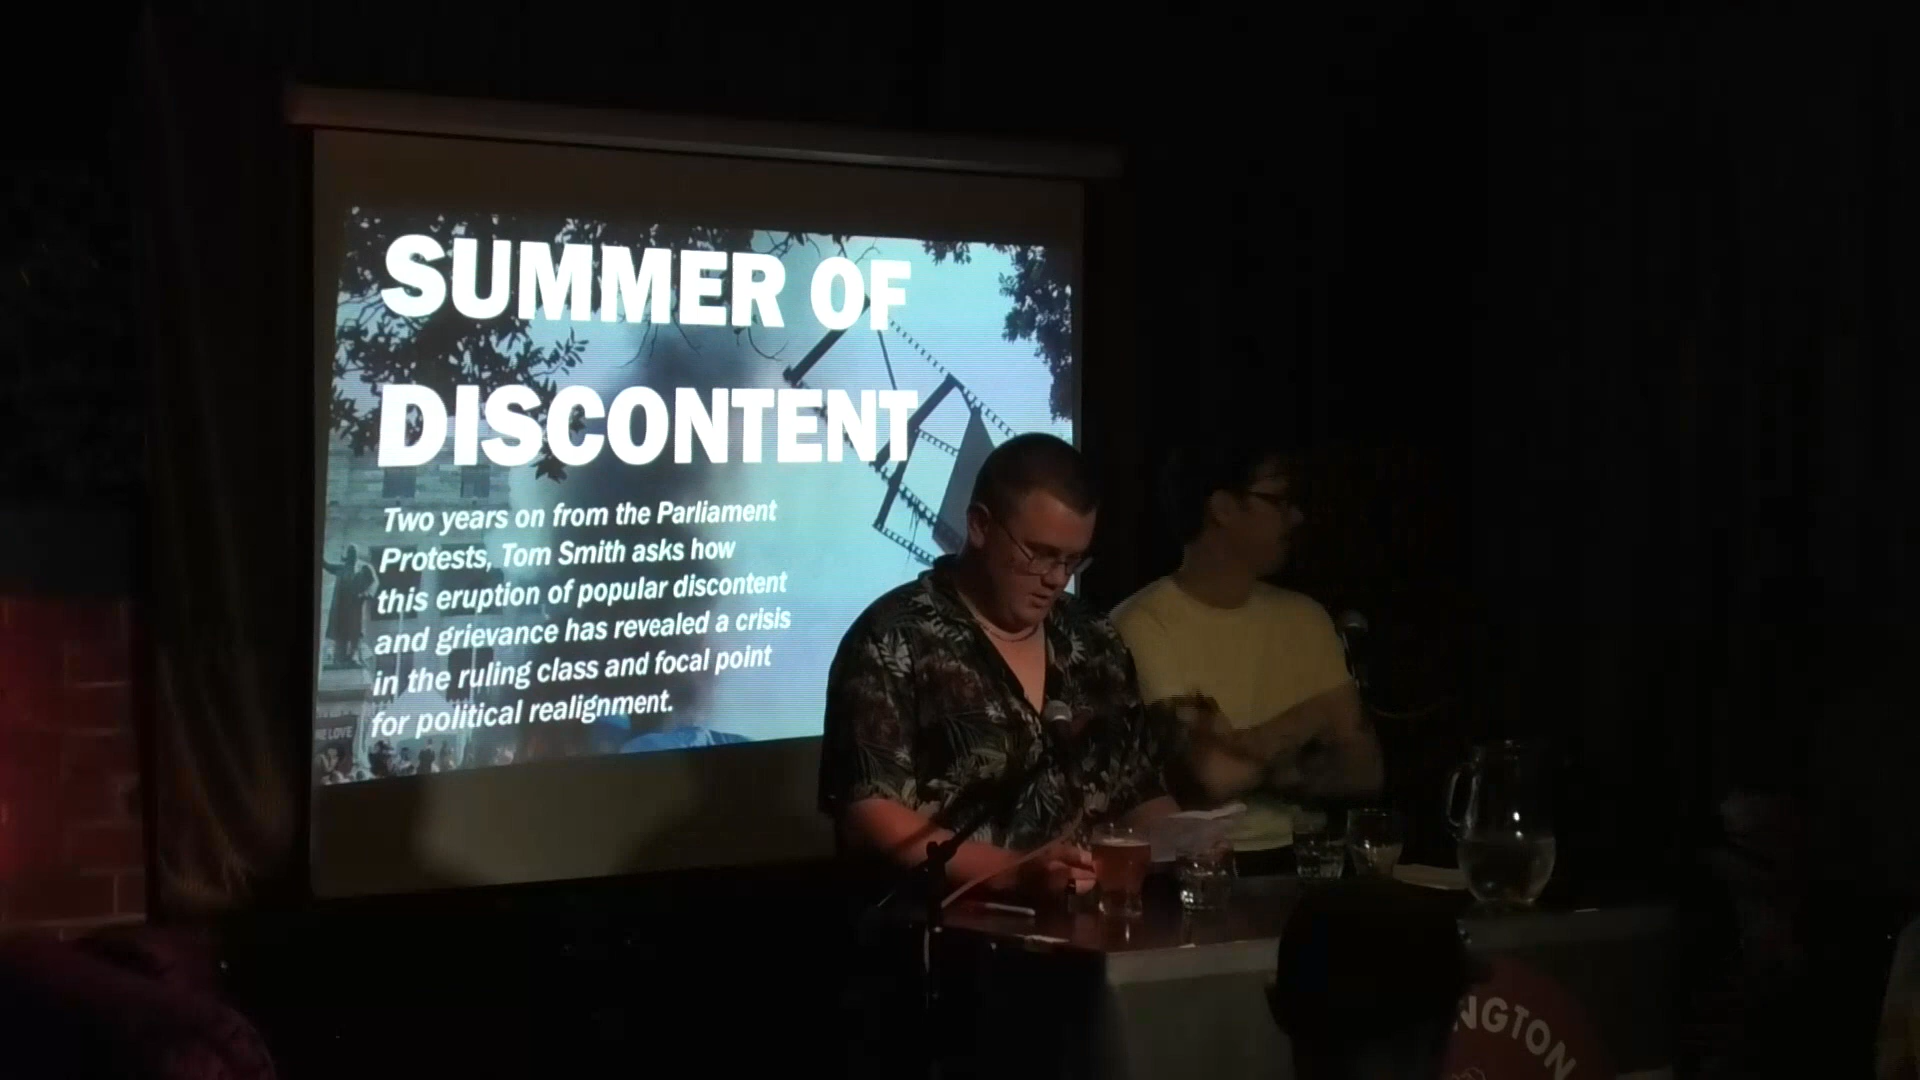 SUMMER OF
DISCONTENT
Two years on from the Parliament
Protests, Tom Smith asks how
this eruption of popular discontent
and grievance has revealed a crisis
in the ruling class and focal point
for political realignment.
NGTON